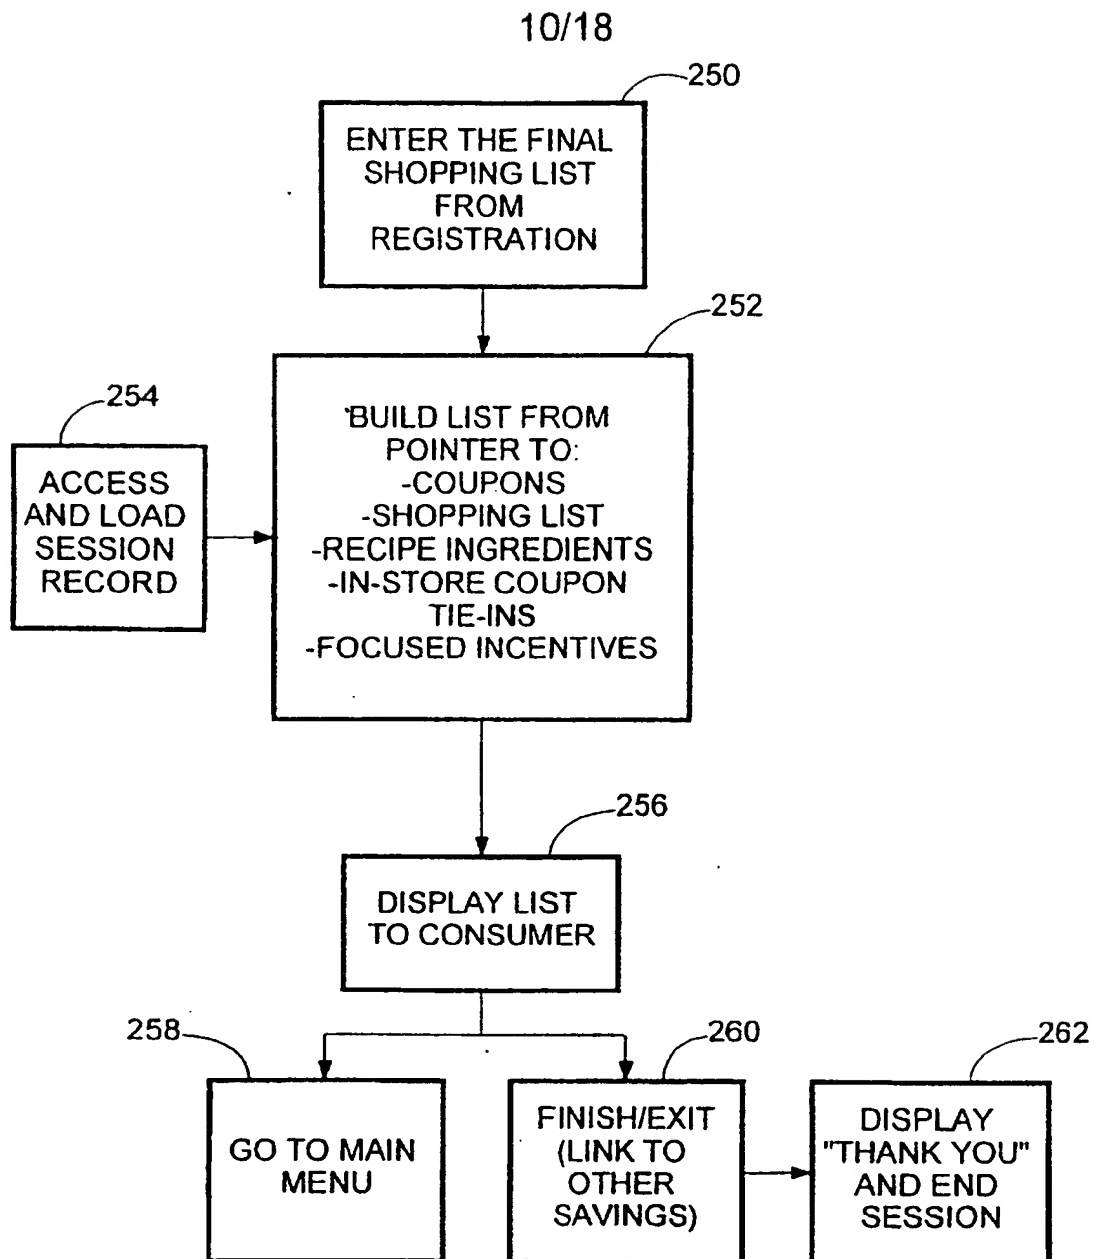 10/18
250
ENTER THE FINAL
SHOPPING LIST
FROM
REGISTRATION
252
BUILD LIST FROM
POINTER TO:
-COUPONS
-SHOPPING LIST
-RECIPE INGREDIENTS
-IN-STORE COUPON
TIE-INS
-FOCUSED INCENTIVES
254
ACCESS
AND LOAD
SESSION
RECORD
256
DISPLAY LIST
TO CONSUMER
258
GO TO MAIN
MENU
260
FINISH/EXIT
(LINK TO
OTHER
SAVINGS)
262
DISPLAY
"THANK YOU"
AND END
SESSION